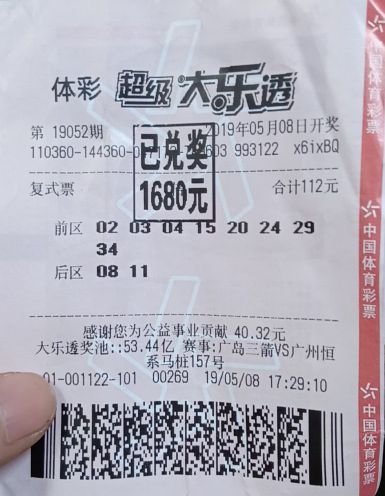 体彩 超级大乐透
第 19052期 2019年05月08日开奖
110360-144360- 603 993122 x6ixBQ
已兑奖
1680元
复式票 合计112元
前区 02 03 04 15 20 24 29
34
后区 08 11
感谢您为公益事业贡献 40.32元
大乐透奖池::53.44亿 赛事:广岛三箭VS广州恒
系马桩157号
01-001122-101 00269 19/05/08 17:29:10
中国体育彩票
中国体育彩票
中国体育彩票